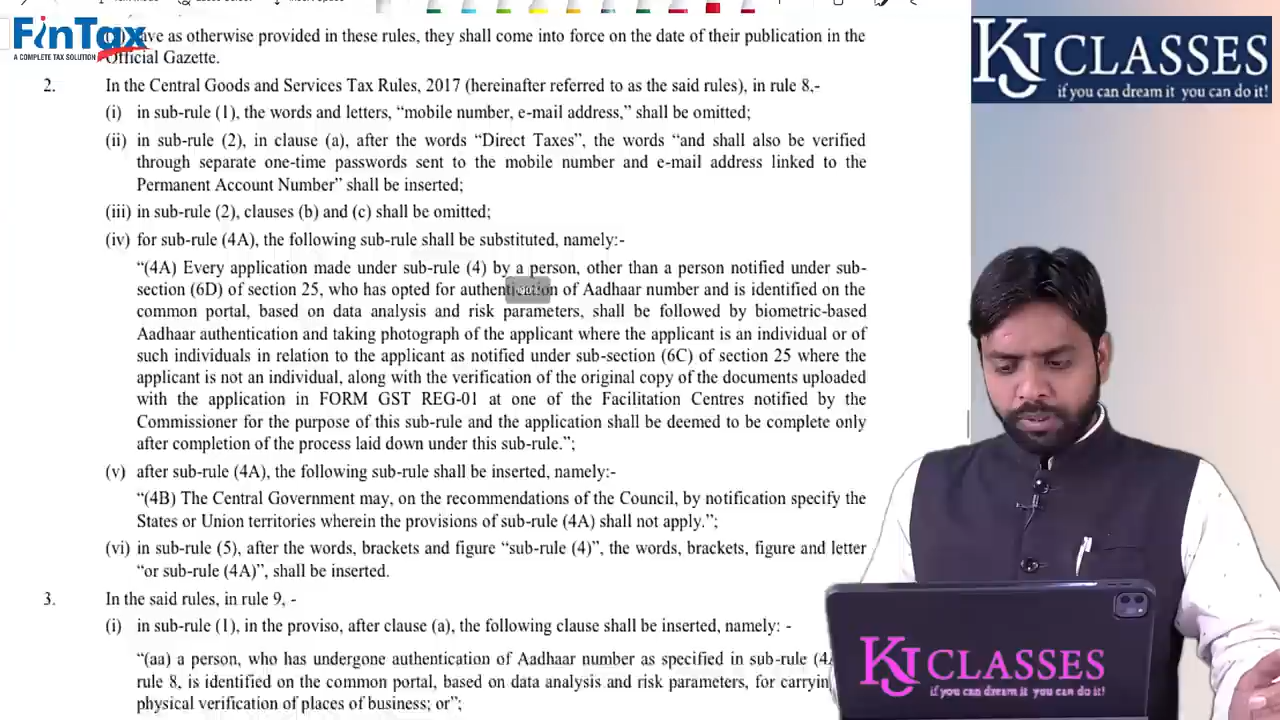 FinTax
A COMPLETE TAX SOLUTION
KJ CLASSES
if you can dream it you can do it!
ave as otherwise provided in these rules, they shall come into force on the date of their publication in the
Official Gazette.
2. In the Central Goods and Services Tax Rules, 2017 (hereinafter referred to as the said rules), in rule 8,-
(i) in sub-rule (1), the words and letters, “mobile number, e-mail address,” shall be omitted;
(ii) in sub-rule (2), in clause (a), after the words “Direct Taxes”, the words “and shall also be verified
through separate one-time passwords sent to the mobile number and e-mail address linked to the
Permanent Account Number” shall be inserted;
(iii) in sub-rule (2), clauses (b) and (c) shall be omitted;
(iv) for sub-rule (4A), the following sub-rule shall be substituted, namely:-
“(4A) Every application made under sub-rule (4) by a person, other than a person notified under sub-
section (6D) of section 25, who has opted for authentication of Aadhaar number and is identified on the
common portal, based on data analysis and risk parameters, shall be followed by biometric-based
Aadhaar authentication and taking photograph of the applicant where the applicant is an individual or of
such individuals in relation to the applicant as notified under sub-section (6C) of section 25 where the
applicant is not an individual, along with the verification of the original copy of the documents uploaded
with the application in FORM GST REG-01 at one of the Facilitation Centres notified by the
Commissioner for the purpose of this sub-rule and the application shall be deemed to be complete only
after completion of the process laid down under this sub-rule.”;
(v) after sub-rule (4A), the following sub-rule shall be inserted, namely:-
“(4B) The Central Government may, on the recommendations of the Council, by notification specify the
States or Union territories wherein the provisions of sub-rule (4A) shall not apply.”;
(vi) in sub-rule (5), after the words, brackets and figure “sub-rule (4)”, the words, brackets, figure and letter
“or sub-rule (4A)”, shall be inserted.
3. In the said rules, in rule 9, -
(i) in sub-rule (1), in the proviso, after clause (a), the following clause shall be inserted, namely: -
“(aa) a person, who has undergone authentication of Aadhaar number as specified in sub-rule (4
rule 8, is identified on the common portal, based on data analysis and risk parameters, for carryin
physical verification of places of business; or”;
KJ CLASSES
if you can dream it you can do it!